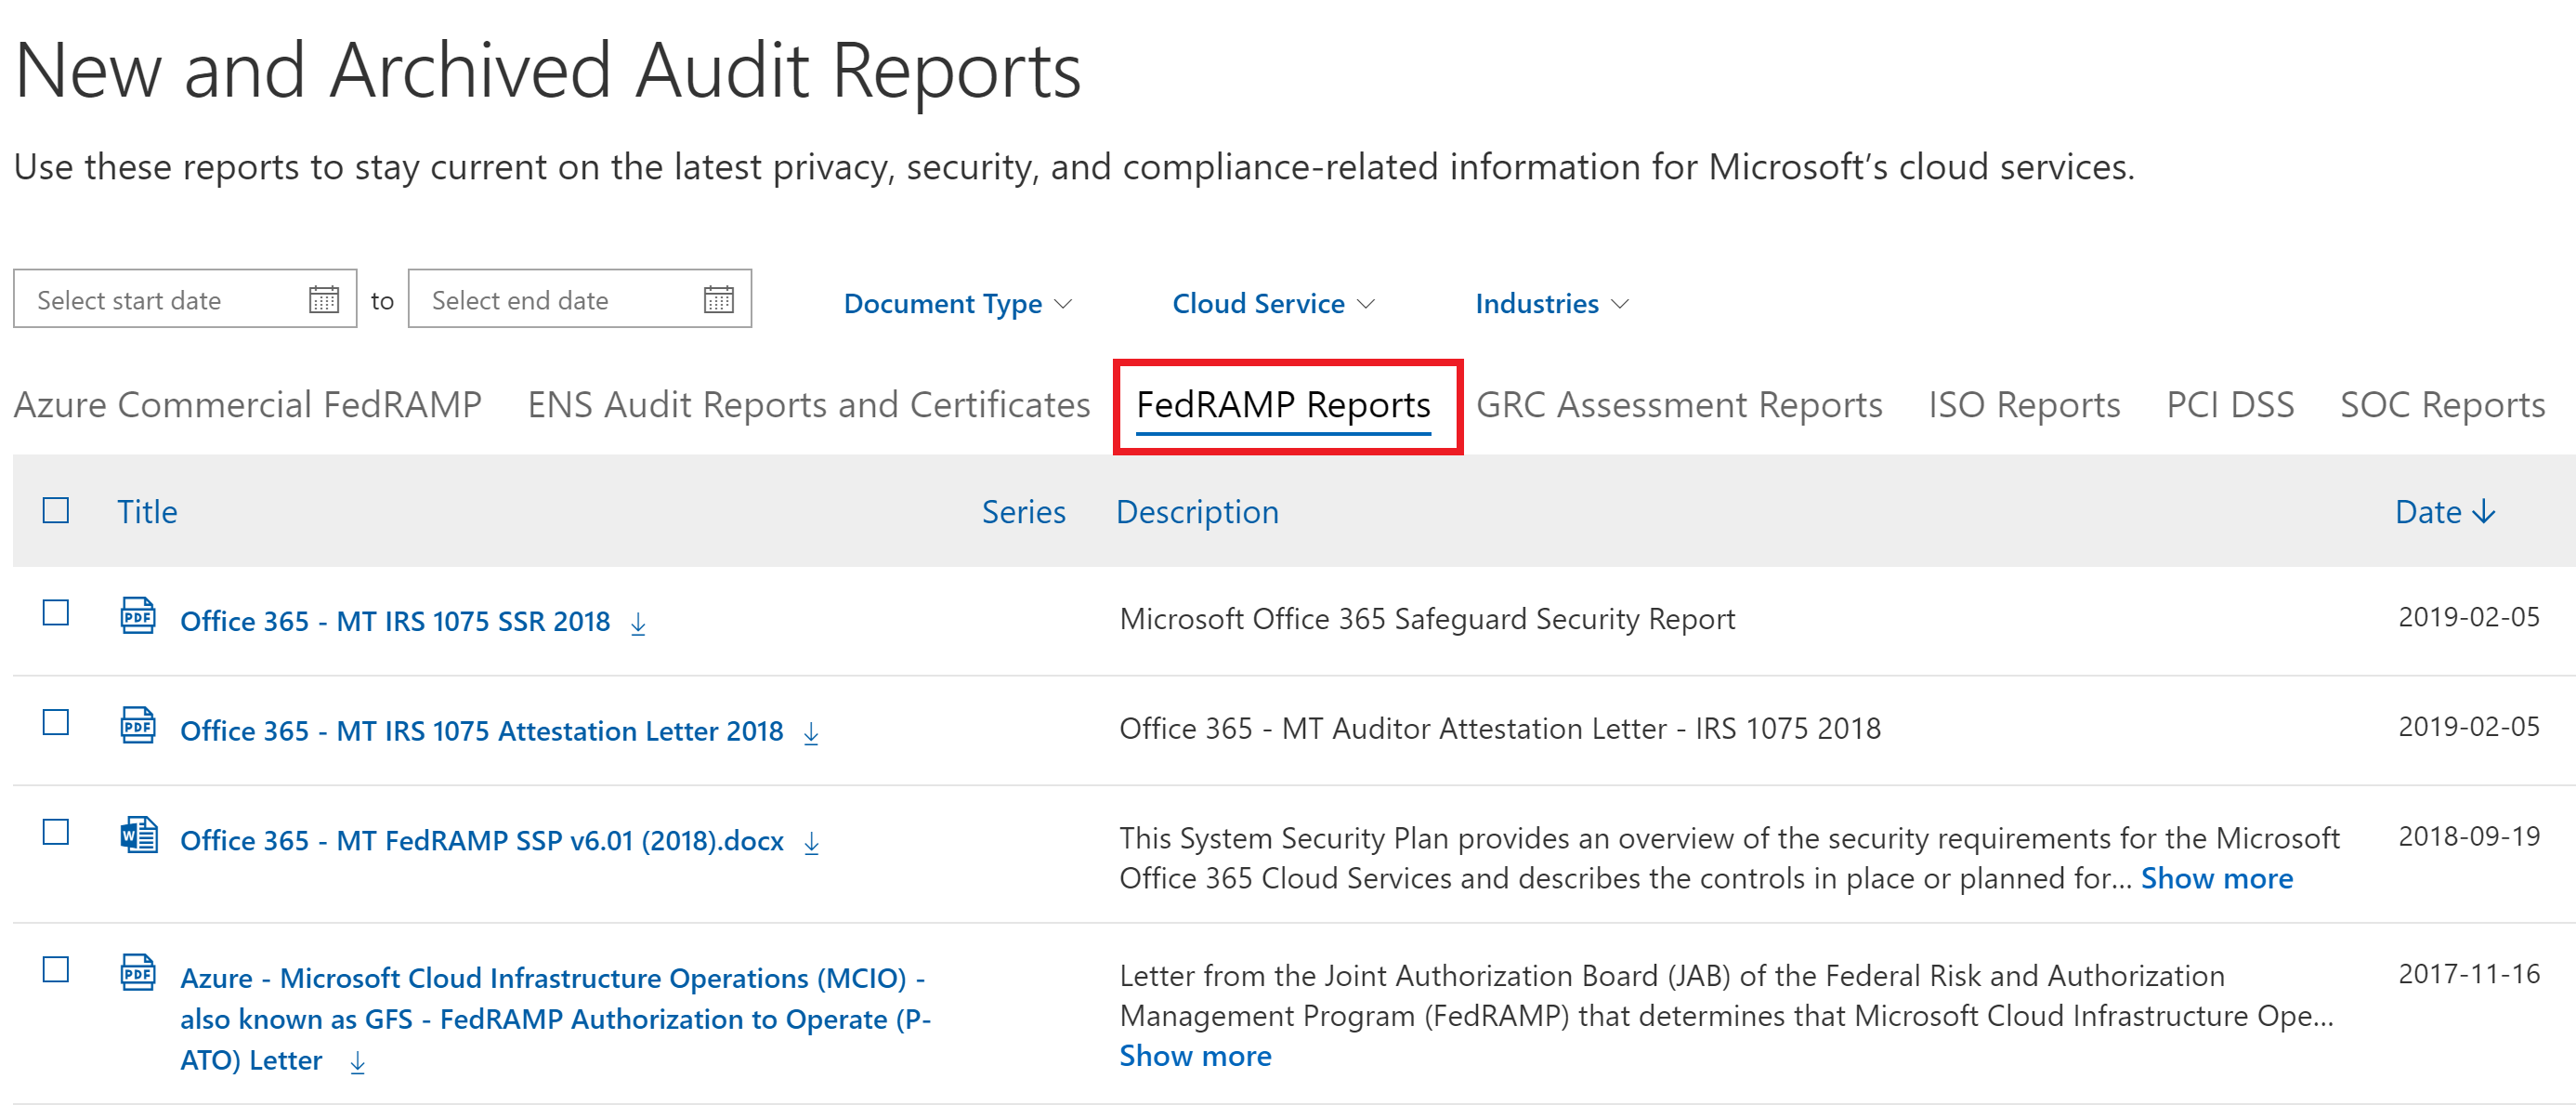 New and Archived Audit Reports
Use these reports to stay current on the latest privacy, security, and compliance-related information for Microsoft’s cloud services.
Select start date to Select end date Document Type Cloud Service Industries
Azure Commercial FedRAMP ENS Audit Reports and Certificates FedRAMP Reports GRC Assessment Reports ISO Reports PCI DSS SOC Reports
Title Series Description Date
PDF Office 365 - MT IRS 1075 SSR 2018 Microsoft Office 365 Safeguard Security Report 2019-02-05
PDF Office 365 - MT IRS 1075 Attestation Letter 2018 Office 365 - MT Auditor Attestation Letter - IRS 1075 2018 2019-02-05
W Office 365 - MT FedRAMP SSP v6.01 (2018).docx This System Security Plan provides an overview of the security requirements for the Microsoft 2018-09-19
Office 365 Cloud Services and describes the controls in place or planned for... Show more
PDF Azure - Microsoft Cloud Infrastructure Operations (MCIO) - Letter from the Joint Authorization Board (JAB) of the Federal Risk and Authorization 2017-11-16
also known as GFS - FedRAMP Authorization to Operate (P- Management Program (FedRAMP) that determines that Microsoft Cloud Infrastructure Ope...
ATO) Letter Show more